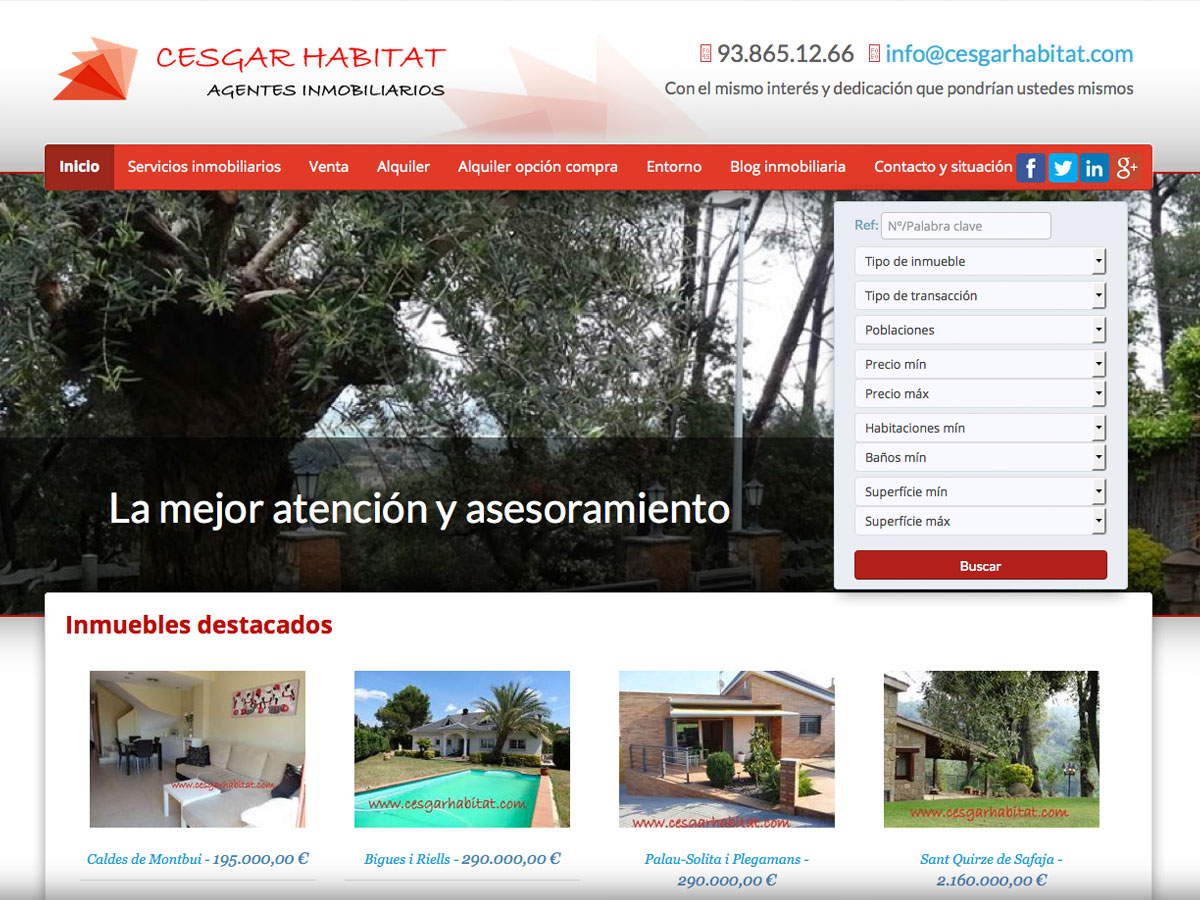 CESGAR HABITAT
AGENTES INMOBILIARIOS
93.865.12.66 info@cesgarhabitat.com
Con el mismo interés y dedicación que pondrían ustedes mismos
Inicio Servicios inmobiliarios Venta Alquiler Alquiler opción compra Entorno Blog inmobiliaria Contacto y situación f in g+
Ref: Nº/Palabra clave
Tipo de inmueble
Tipo de transacción
Poblaciones
Precio mín
Precio máx
Habitaciones mín
Baños mín
Superfície mín
Superfície máx
Buscar
La mejor atención y asesoramiento
Inmuebles destacados
www.cesgarhabitat.com
www.cesgarhabitat.com
www.cesgarhabitat.com
www.cesgarhabitat.com
Caldes de Montbui - 195.000,00 €
Bigues i Riells - 290.000,00 €
Palau-Solita i Plegamans -
290.000,00 €
Sant Quirze de Safaja -
2.160.000,00 €